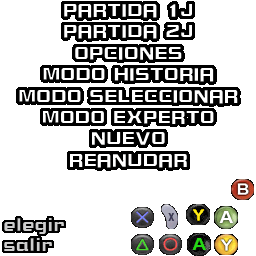 PARTIDA 1J
PARTIDA 2J
OPCIONES
MODO HISTORIA
MODO SELECCIONAR
MODO EXPERTO
NUEVO
REANUDAR
B
elegir X X Y A
salir A Y